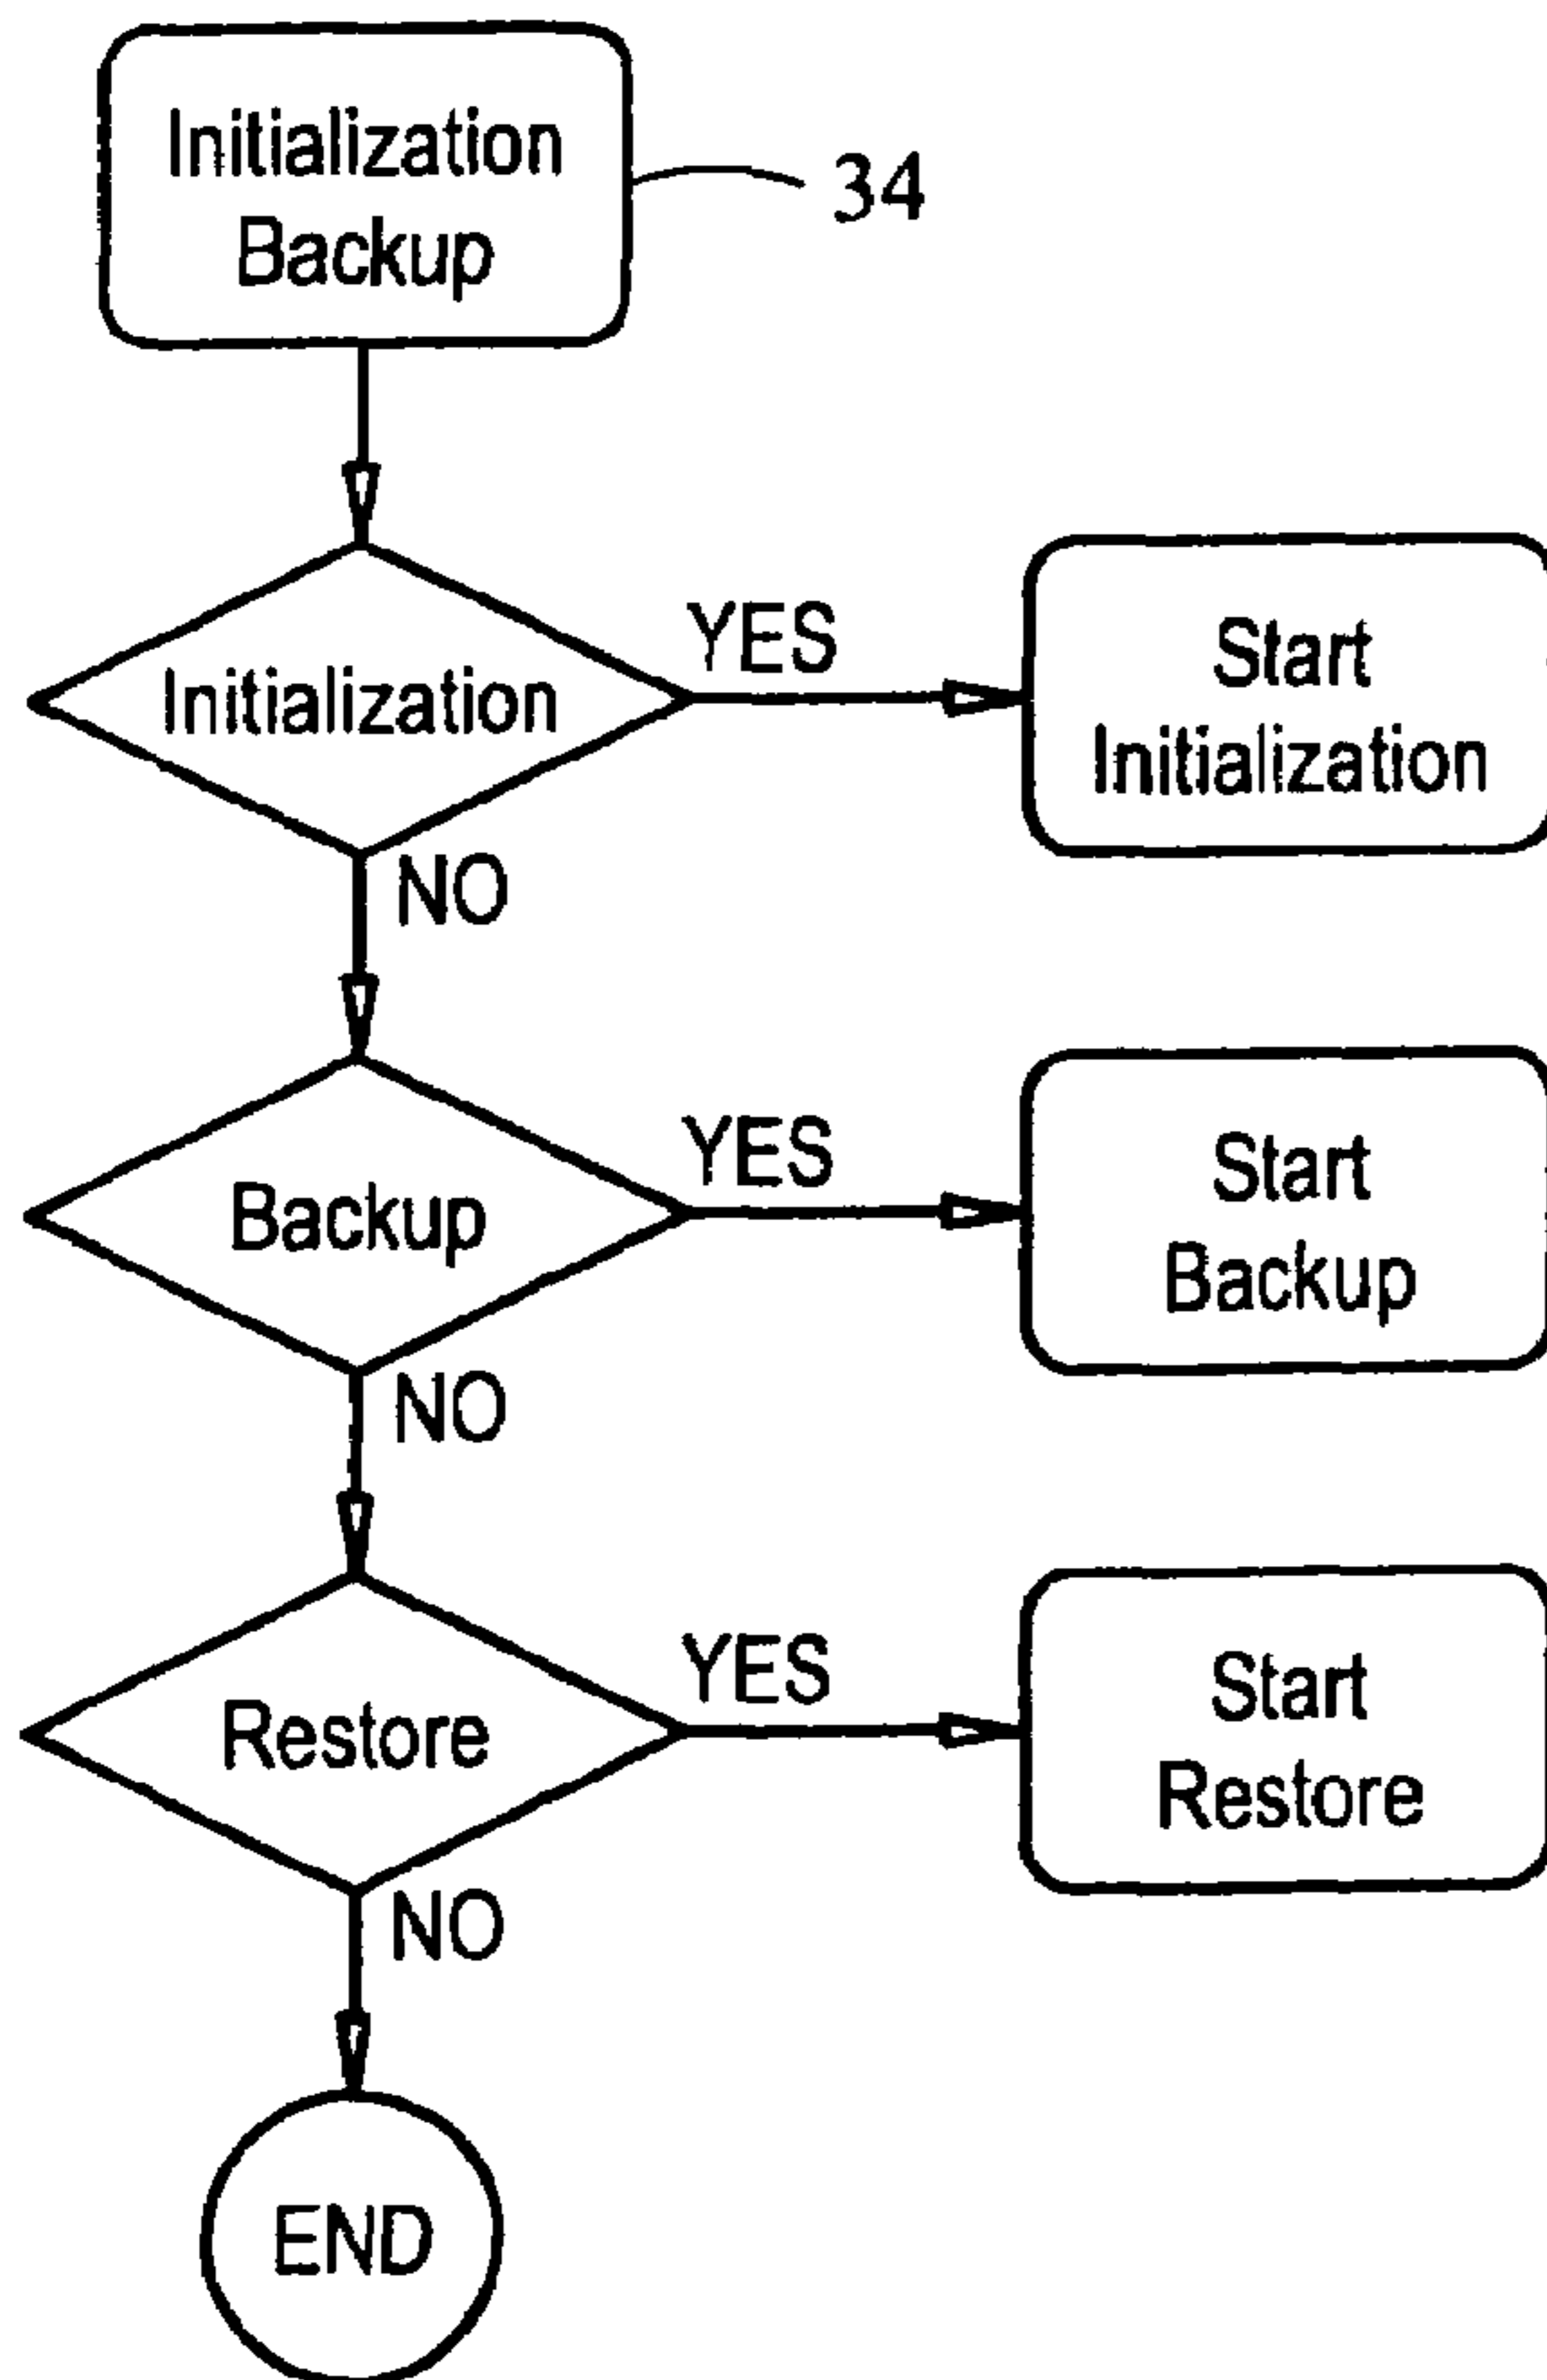 Initialization
Backup
34
Initialization
YES
Start
Initialization
NO
Backup
YES
Start
Backup
NO
Restore
YES
Start
Restore
NO
END